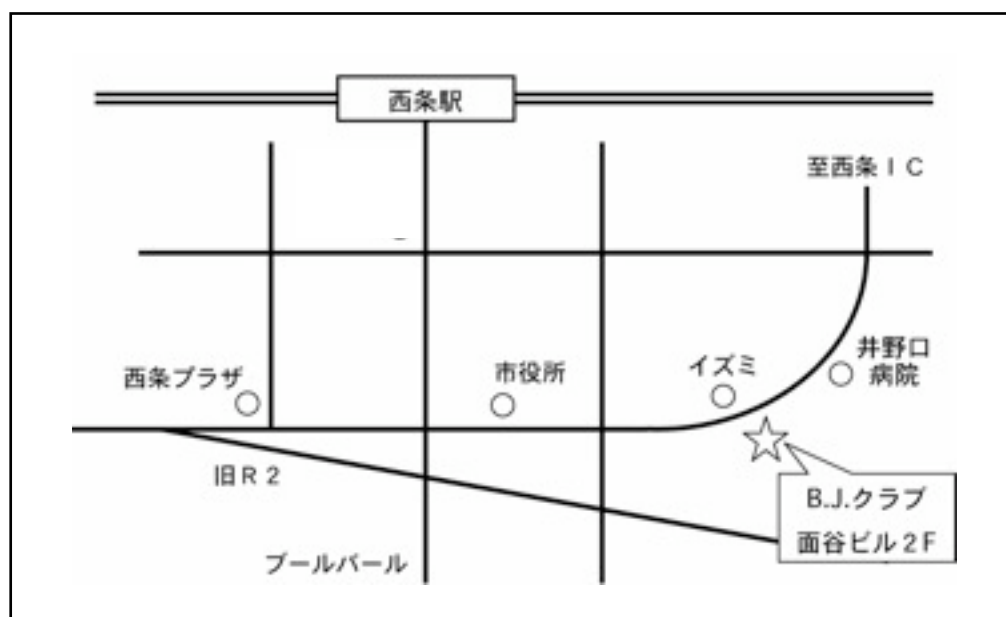 西条駅
至西条ＩＣ
西条プラザ
市役所
イズミ
井野口
病院
旧Ｒ２
B.J.クラブ
面谷ビル２F
ブールバール